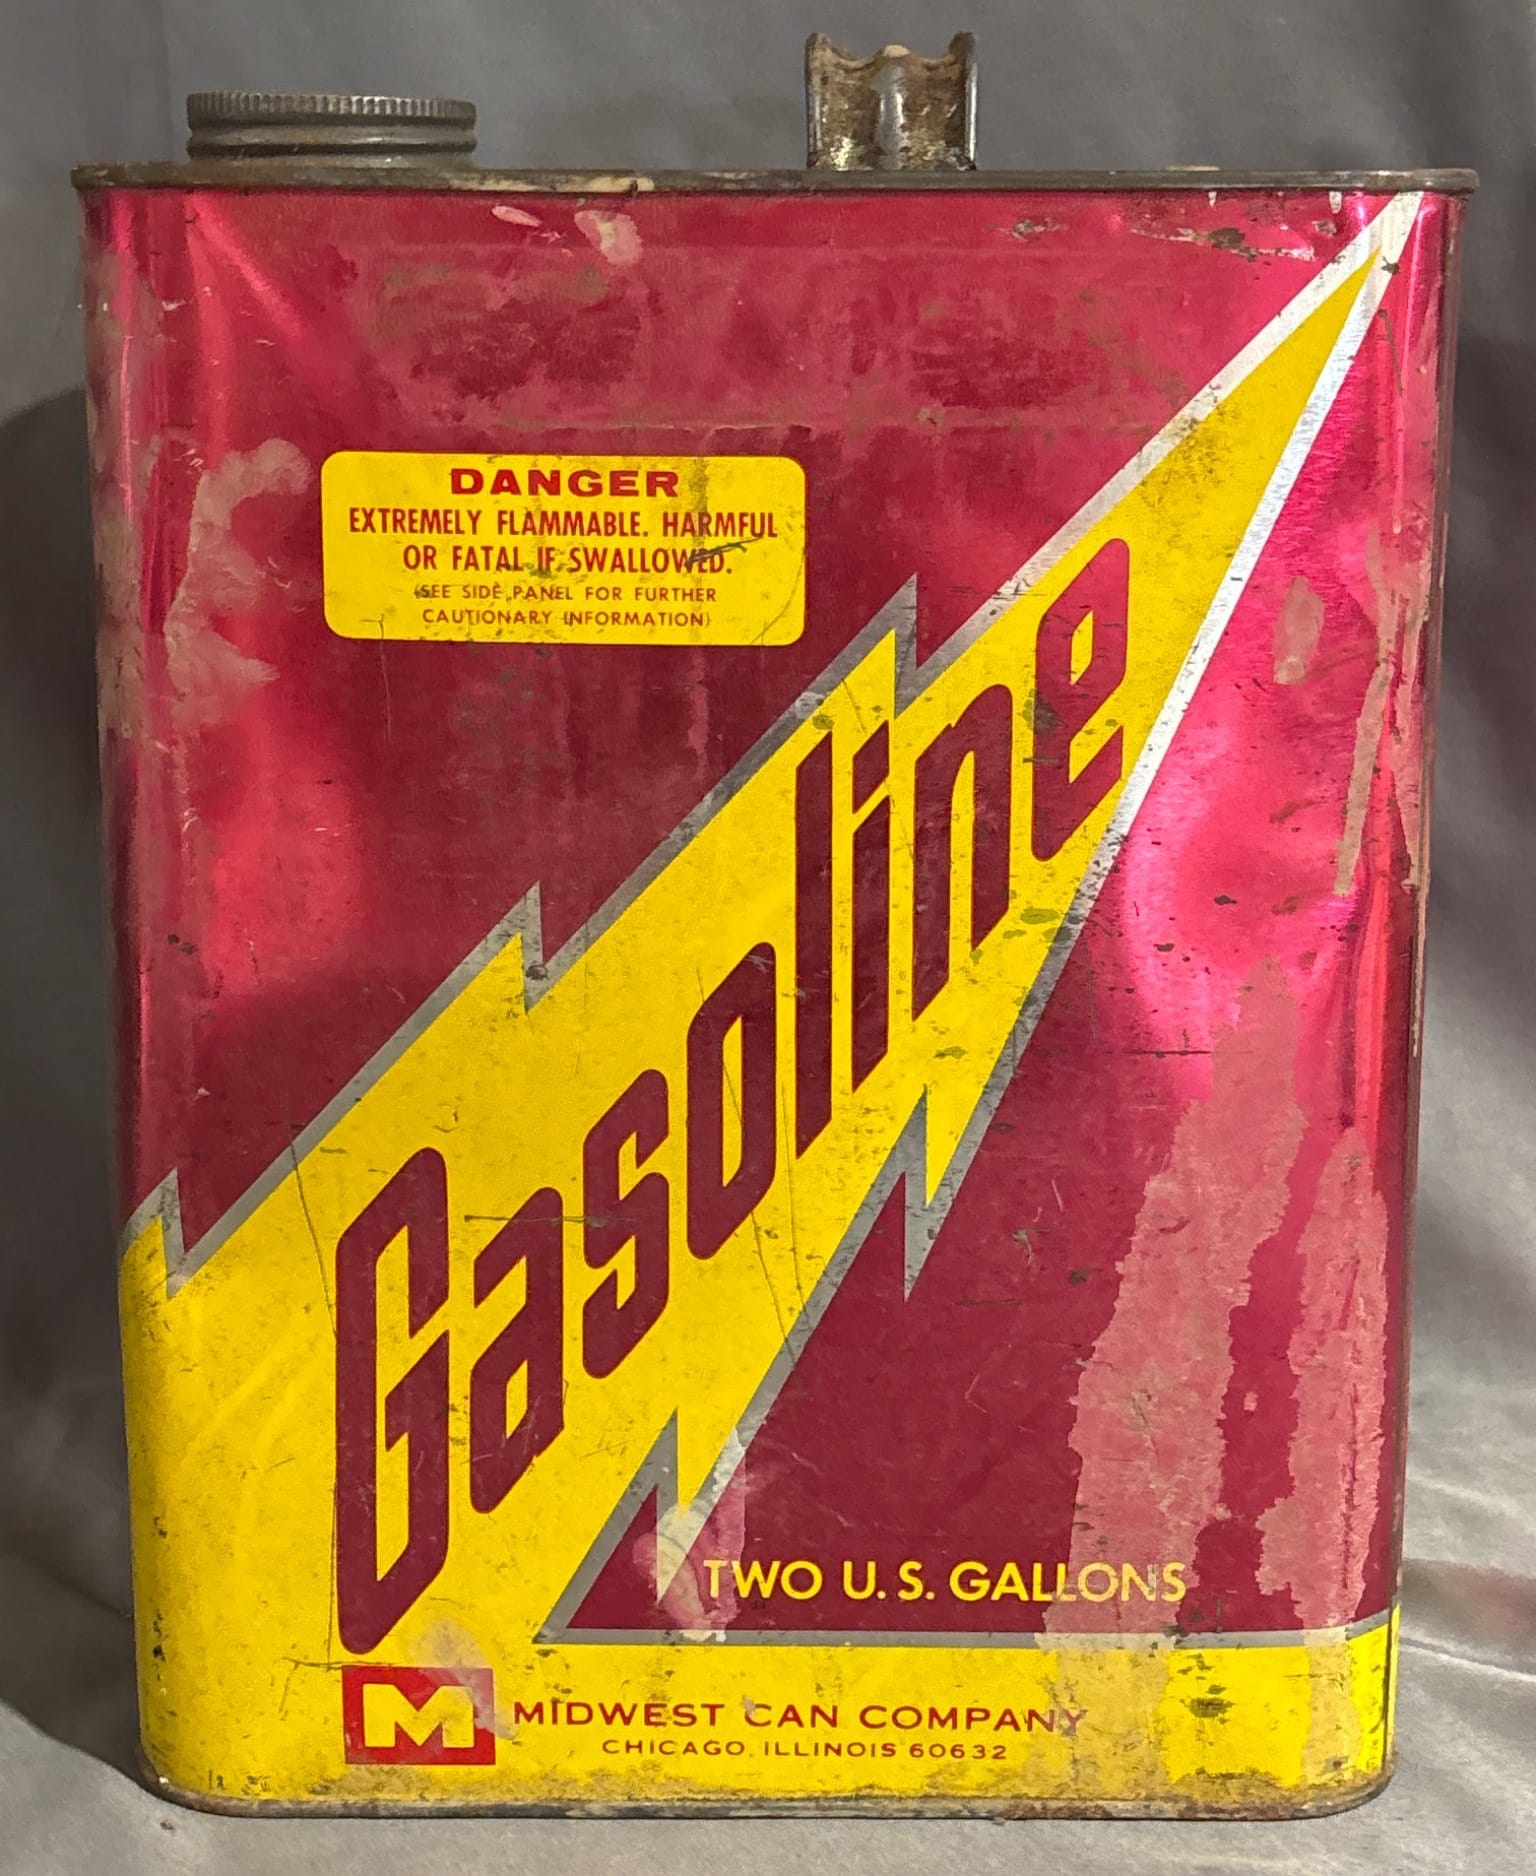 DANGER
EXTREMELY FLAMMABLE. HARMFUL
OR FATAL IF SWALLOWED.
(SEE SIDE PANEL FOR FURTHER
CAUTIONARY INFORMATION)
Gasoline
TWO U.S. GALLONS
M MIDWEST CAN COMPANY
CHICAGO, ILLINOIS 60632